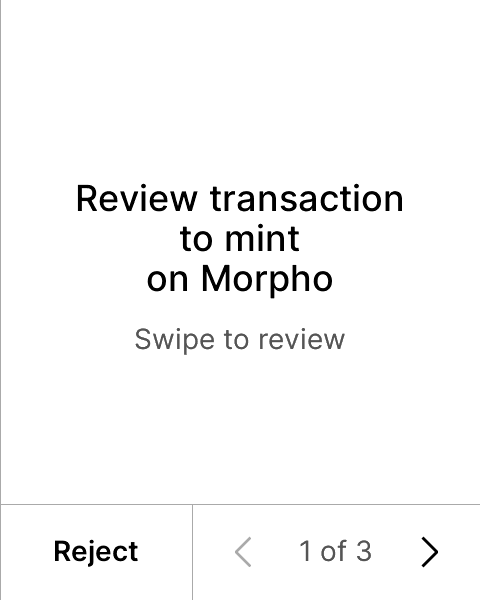 Review transaction
to mint
on Morpho
Swipe to review
Reject
1 of 3